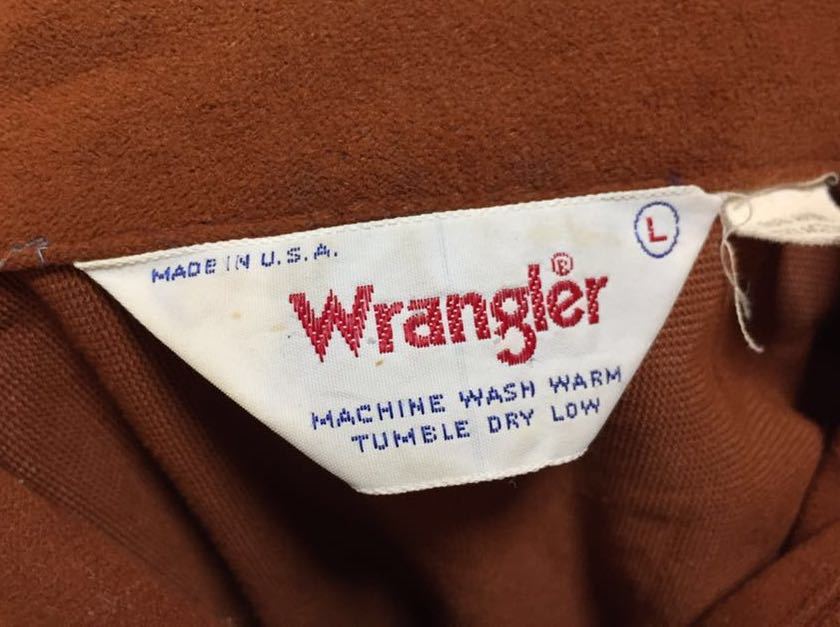 MADE IN U.S.A.
L
Wrangler®
MACHINE WASH WARM
TUMBLE DRY LOW